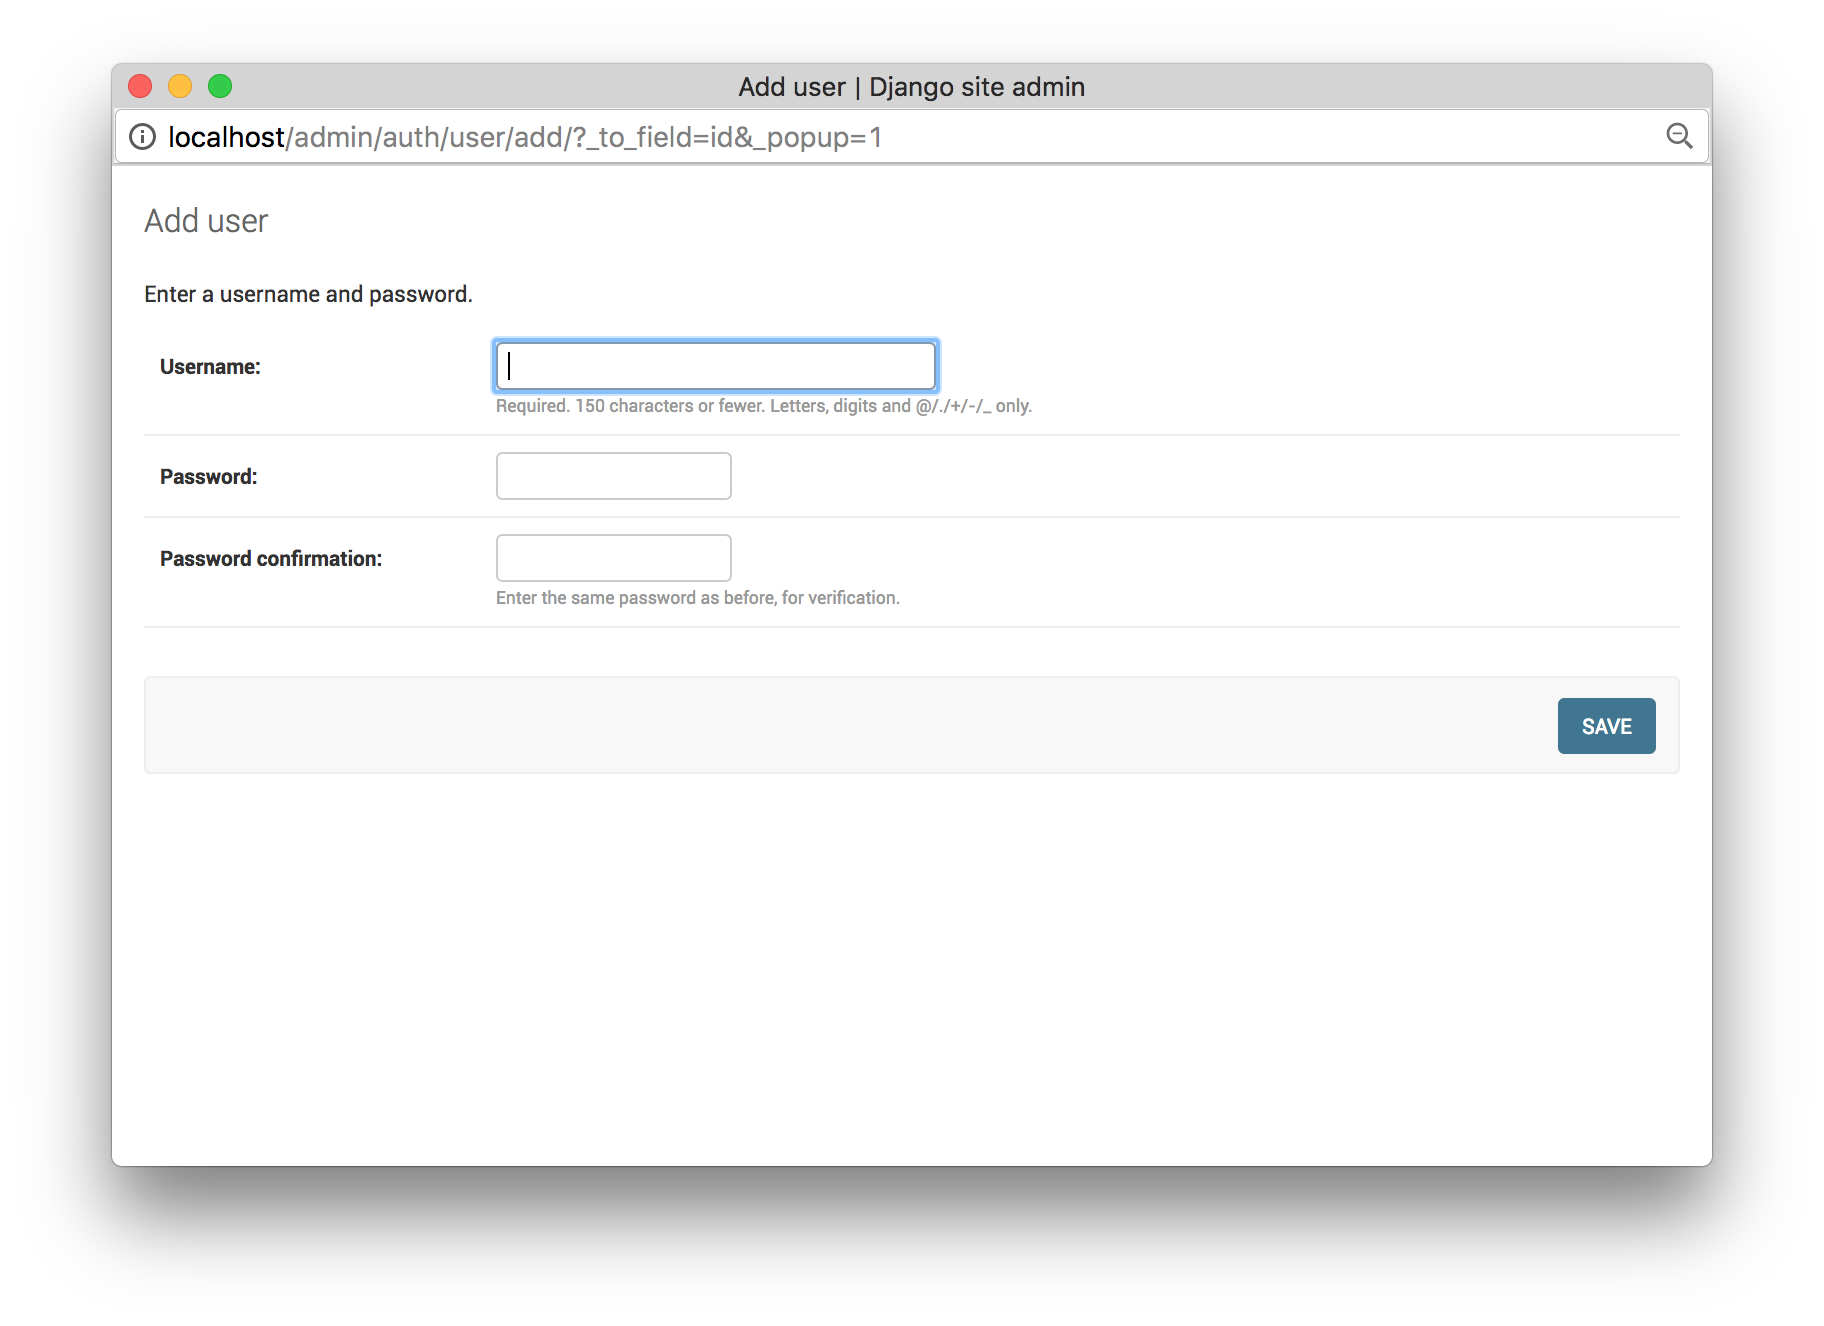 Add user | Django site admin
localhost/admin/auth/user/add/?_to_field=id&_popup=1
Add user
Enter a username and password.
Username:
Required. 150 characters or fewer. Letters, digits and @/./+/-/_ only.
Password:
Password confirmation:
Enter the same password as before, for verification.
SAVE